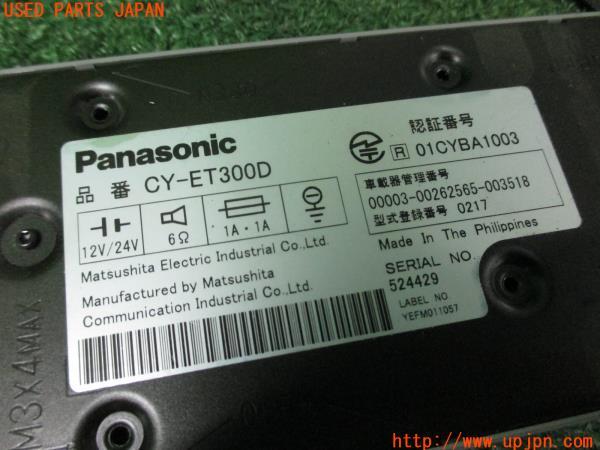 USED PARTS JAPAN
Panasonic
品 番 CY-ET300D
12V/24V
6Ω
1A・1A
Matsushita Electric Industrial Co.,Ltd.
Manufactured by Matsushita
Communication Industrial Co.,Ltd.
認証番号
R 01CYBA1003
車載器管理番号
00003-00262565-003518
型式登録番号 0217
Made In The Philippines
SERIAL NO.
524429
LABEL NO.
YEFM011057
M3X4MAX
http://www.upjpn.com